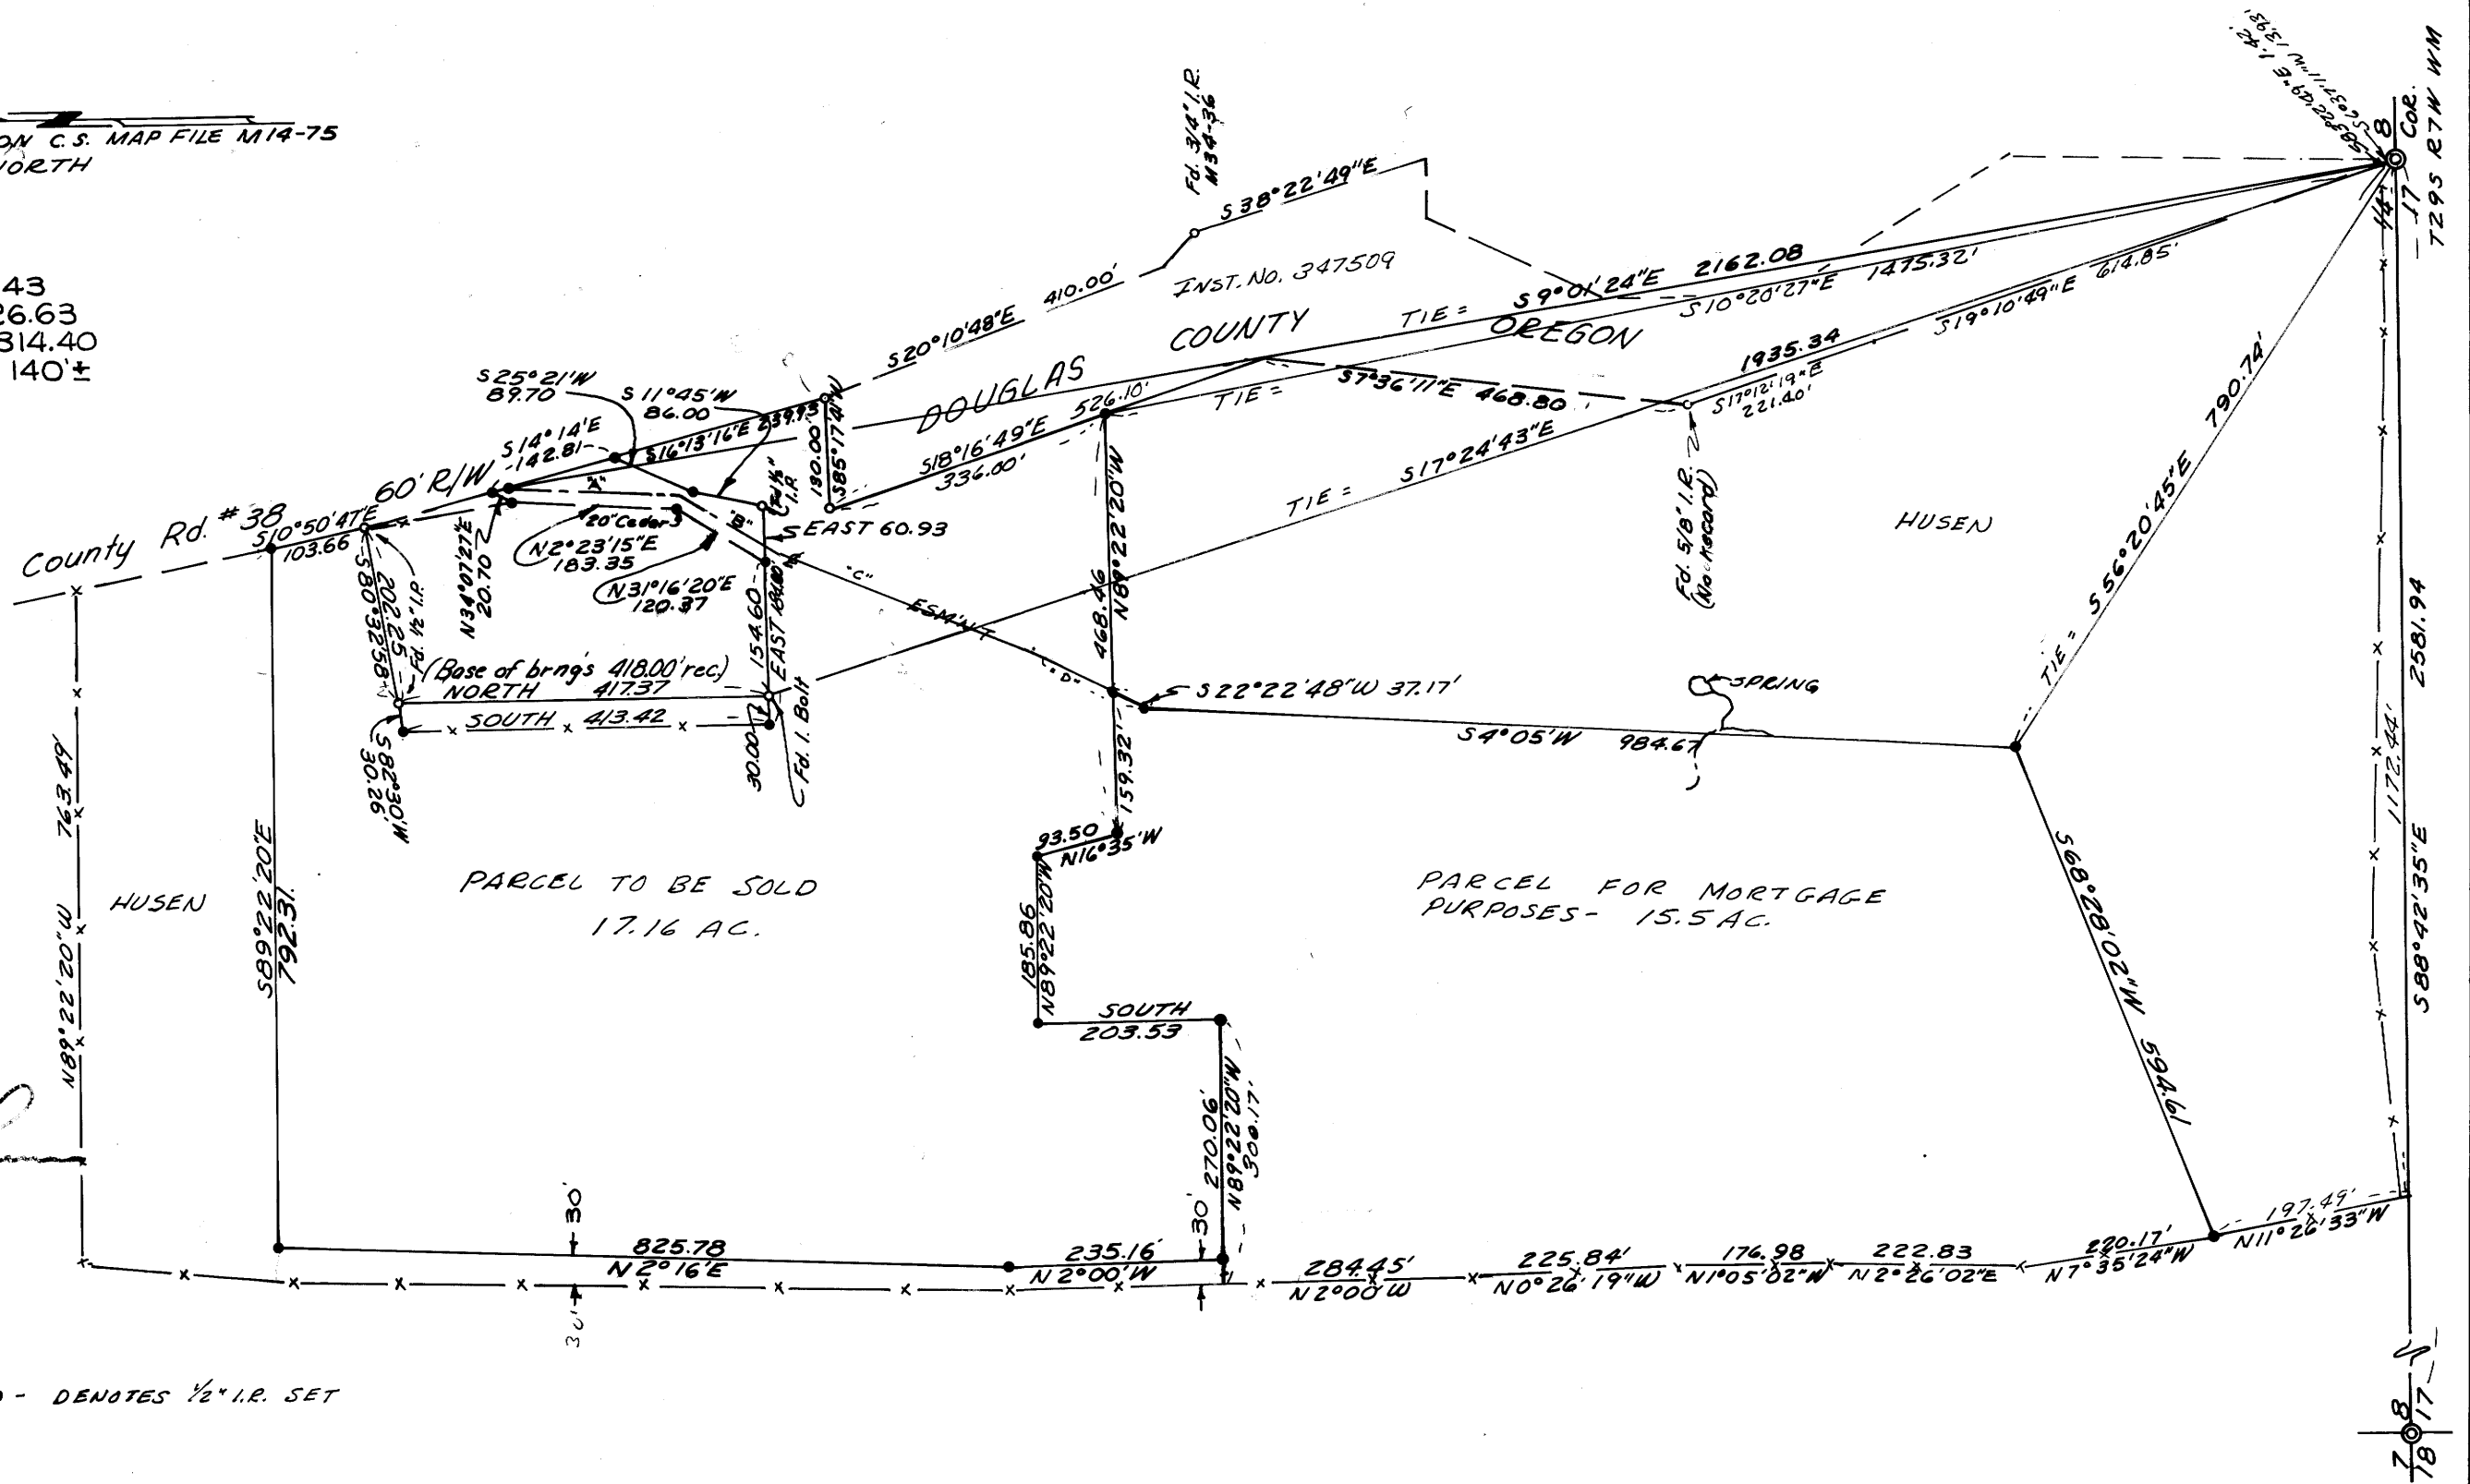 ON C.S. MAP FILE M14-75
NORTH
43
26.63
314.40
140'±
Fd. 3/4" I.R.
M34-36
S38°22'49"E
INST. NO. 347509
S20°10'48"E 410.00'
DOUGLAS COUNTY OREGON
TIE = S9°01'24"E 2162.08
TIE = S10°20'27"E 1475.32'
S19°10'49"E 614.85'
1935.34
S17°12'19"E
221.40'
TIE = S17°24'43"E
S7°36'11"E 468.80
526.10'
S18°16'49"E
336.00'
S85°17'41"W
S25°21'W
89.70
S11°45'W
86.00
S14°14'E
142.81
S16°13'16"E 239.93
I.P.
60' R/W
County Rd. #38
S10°50'47"E
103.66
"A"
"B"
"C"
"D"
ESM'NT
20" Cedar
EAST 60.93
N2°23'15"E
183.35
N31°16'20"E
120.37
N34°07'27"E
20.70
202.25
S80°32'58"
Fd. 1/2" I.P.
(Base of brng's 418.00' rec.)
NORTH 417.37
SOUTH 413.42
S82°30'W
30.26'
154.60
EAST
30.00
Fd. I. Bolt
468.46
N89°22'20"W
S22°22'48"W 37.17'
159.32'
93.50
N16°35'W
185.86
N89°22'20"W
SOUTH
203.53
270.06'
N89°22'20"W
300.17'
30'
Fd. 5/8" I.R.
(No Record)
HUSEN
SPRING
S4°05'W 984.67
TIE = S56°20'45"E 790.74'
S68°28'02"W 594.61
8
17
COR.
T29S R7W WM
2581.94
1172.44'
S88°42'35"E
N89°22'20"W 763.49'
HUSEN
S89°22'20"E
792.31
PARCEL TO BE SOLD
17.16 AC.
PARCEL FOR MORTGAGE
PURPOSES- 15.5 AC.
30'
30'
825.78
N2°16'E
235.16'
N2°00'W
284.45'
N2°00'W
225.84'
N0°26'19"W
176.98
N1°05'02"W
222.83
N2°26'02"E
220.17'
N7°35'24"W
197.49'
N11°26'33"W
- DENOTES 1/2" I.R. SET
7 8
18 17